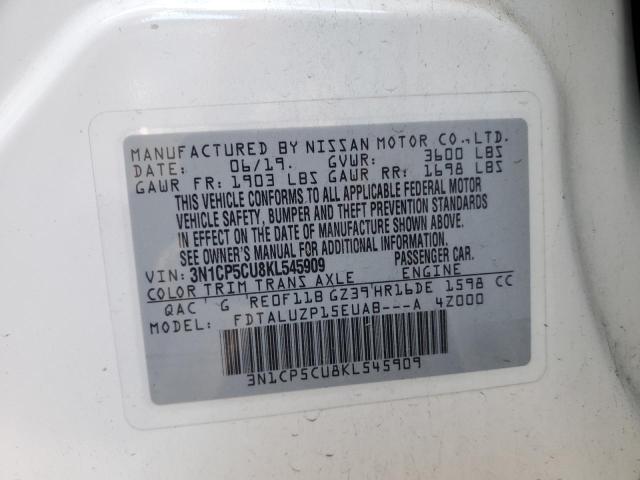 MANUFACTURED BY NISSAN MOTOR CO.,LTD.
DATE: 06/19. GVWR: 3600 LBS
GAWR FR: 1903 LBS GAWR RR: 1698 LBS
THIS VEHICLE CONFORMS TO ALL APPLICABLE FEDERAL MOTOR
VEHICLE SAFETY, BUMPER AND THEFT PREVENTION STANDARDS
IN EFFECT ON THE DATE OF MANUFACTURE SHOWN ABOVE.
SEE OWNER'S MANUAL FOR ADDITIONAL INFORMATION.
VIN: 3N1CP5CU8KL545909 PASSENGER CAR.
COLOR TRIM TRANS AXLE ENGINE
QAC G RE0F11B GZ39 HR16DE 1598 CC
MODEL: FDTALUZP15EUAB---A 4Z000
3N1CP5CU8KL545909